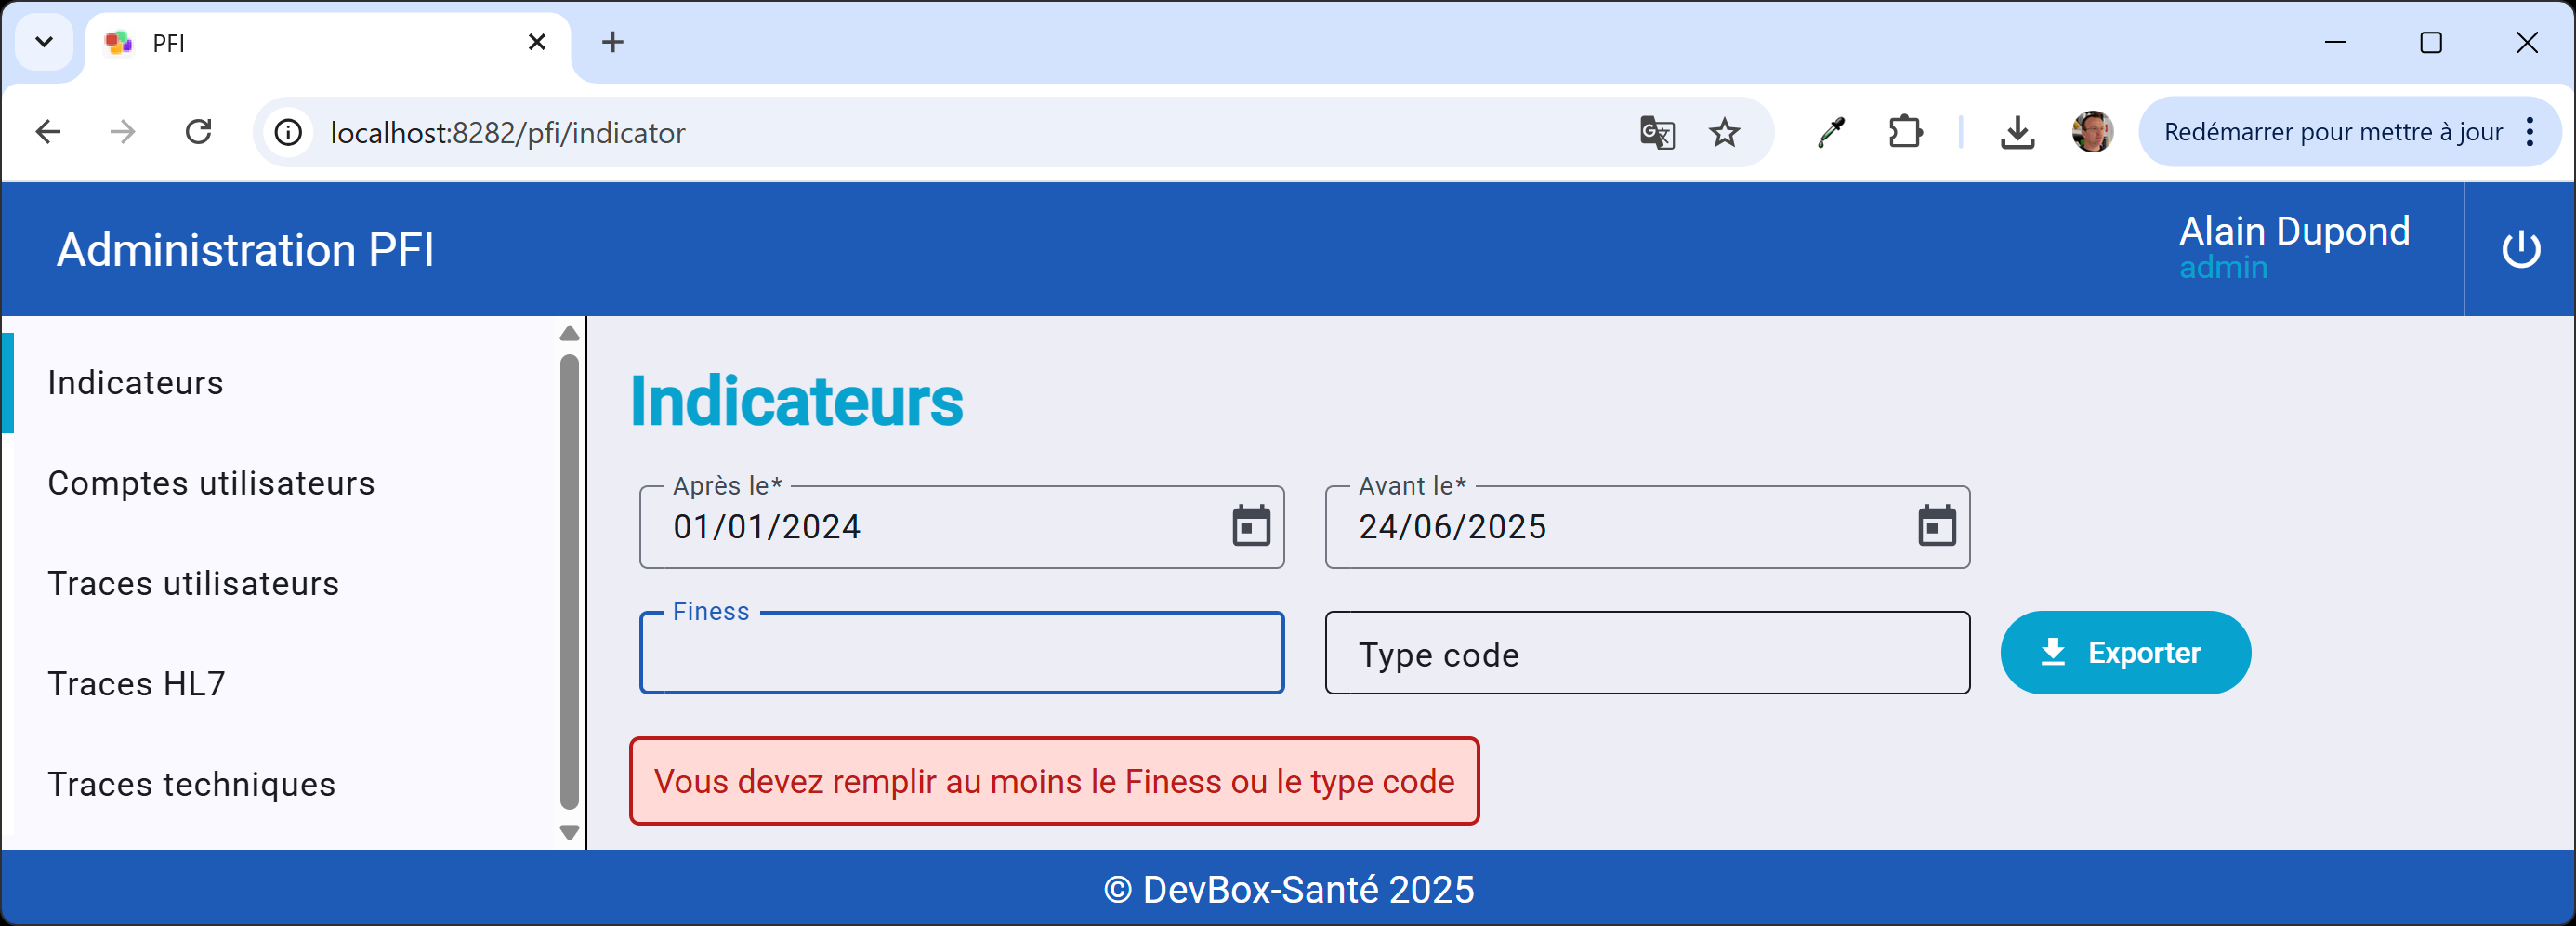 PFI
localhost:8282/pfi/indicator
Redémarrer pour mettre à jour
Administration PFI
Alain Dupond
admin
Indicateurs
Comptes utilisateurs
Traces utilisateurs
Traces HL7
Traces techniques
Indicateurs
Après le*
01/01/2024
Avant le*
24/06/2025
Finess
Type code
Exporter
Vous devez remplir au moins le Finess ou le type code
© DevBox-Santé 2025